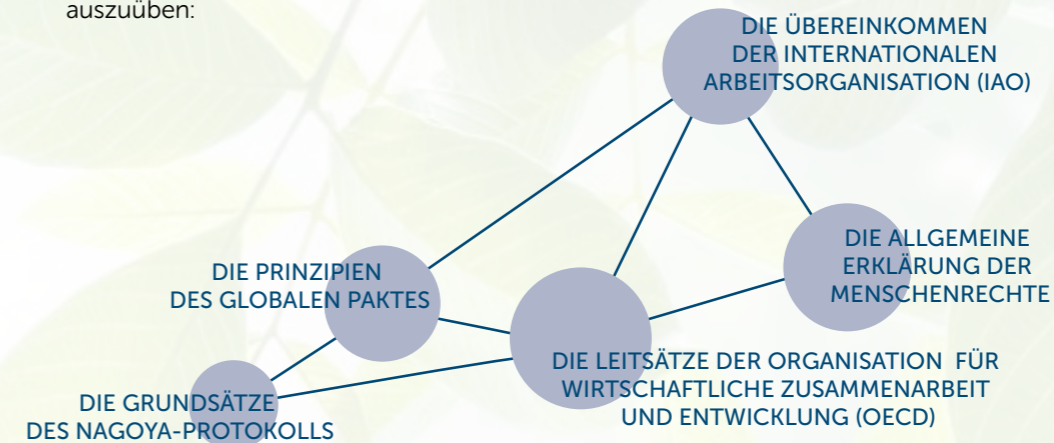 auszuüben:
DIE ÜBEREINKOMMEN
DER INTERNATIONALEN
ARBEITSORGANISATION (IAO)
DIE ALLGEMEINE
ERKLÄRUNG DER
MENSCHENRECHTE
DIE PRINZIPIEN
DES GLOBALEN PAKTES
DIE LEITSÄTZE DER ORGANISATION FÜR
WIRTSCHAFTLICHE ZUSAMMENARBEIT
UND ENTWICKLUNG (OECD)
DIE GRUNDSÄTZE
DES NAGOYA-PROTOKOLLS